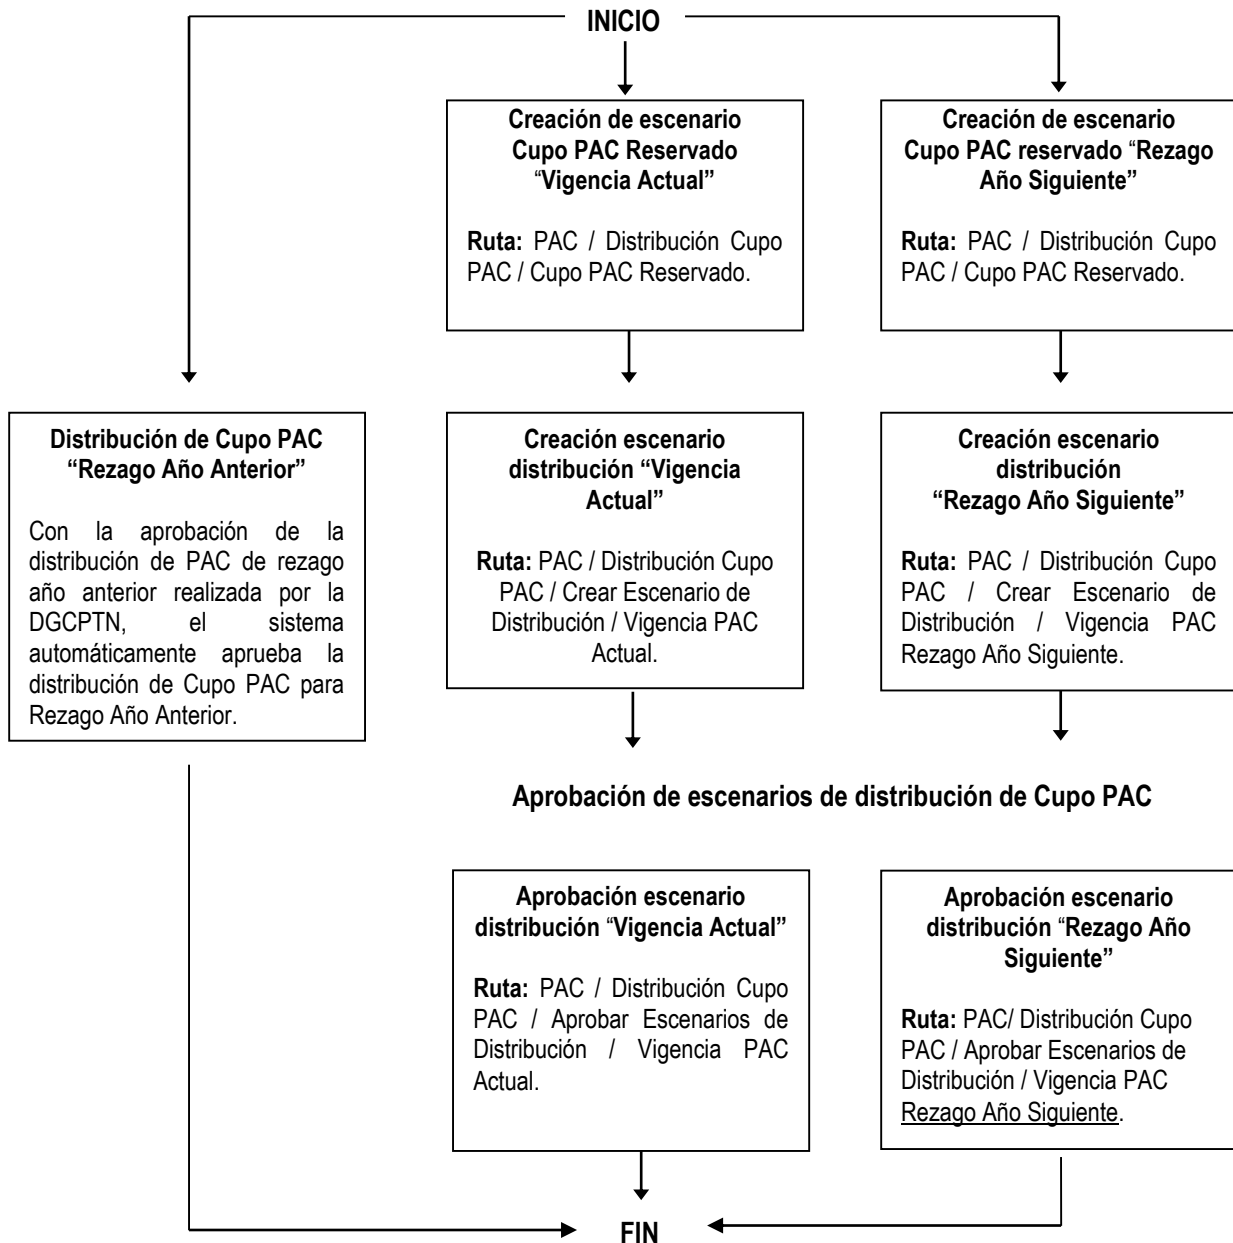 INICIO
Creación de escenario
Cupo PAC Reservado
“Vigencia Actual”
Ruta: PAC / Distribución Cupo
PAC / Cupo PAC Reservado.
Creación de escenario
Cupo PAC reservado “Rezago
Año Siguiente”
Ruta: PAC / Distribución Cupo
PAC / Cupo PAC Reservado.
Distribución de Cupo PAC
“Rezago Año Anterior”
Con la aprobación de la
distribución de PAC de rezago
año anterior realizada por la
DGCPTN, el sistema
automáticamente aprueba la
distribución de Cupo PAC para
Rezago Año Anterior.
Creación escenario
distribución “Vigencia
Actual”
Ruta: PAC / Distribución Cupo
PAC / Crear Escenario de
Distribución / Vigencia PAC
Actual.
Creación escenario
distribución
“Rezago Año Siguiente”
Ruta: PAC / Distribución Cupo
PAC / Crear Escenario de
Distribución / Vigencia PAC
Rezago Año Siguiente.
Aprobación de escenarios de distribución de Cupo PAC
Aprobación escenario
distribución “Vigencia Actual”
Ruta: PAC / Distribución Cupo
PAC / Aprobar Escenarios de
Distribución / Vigencia PAC
Actual.
Aprobación escenario
distribución “Rezago Año
Siguiente”
Ruta: PAC/ Distribución Cupo
PAC / Aprobar Escenarios de
Distribución / Vigencia PAC
Rezago Año Siguiente.
FIN